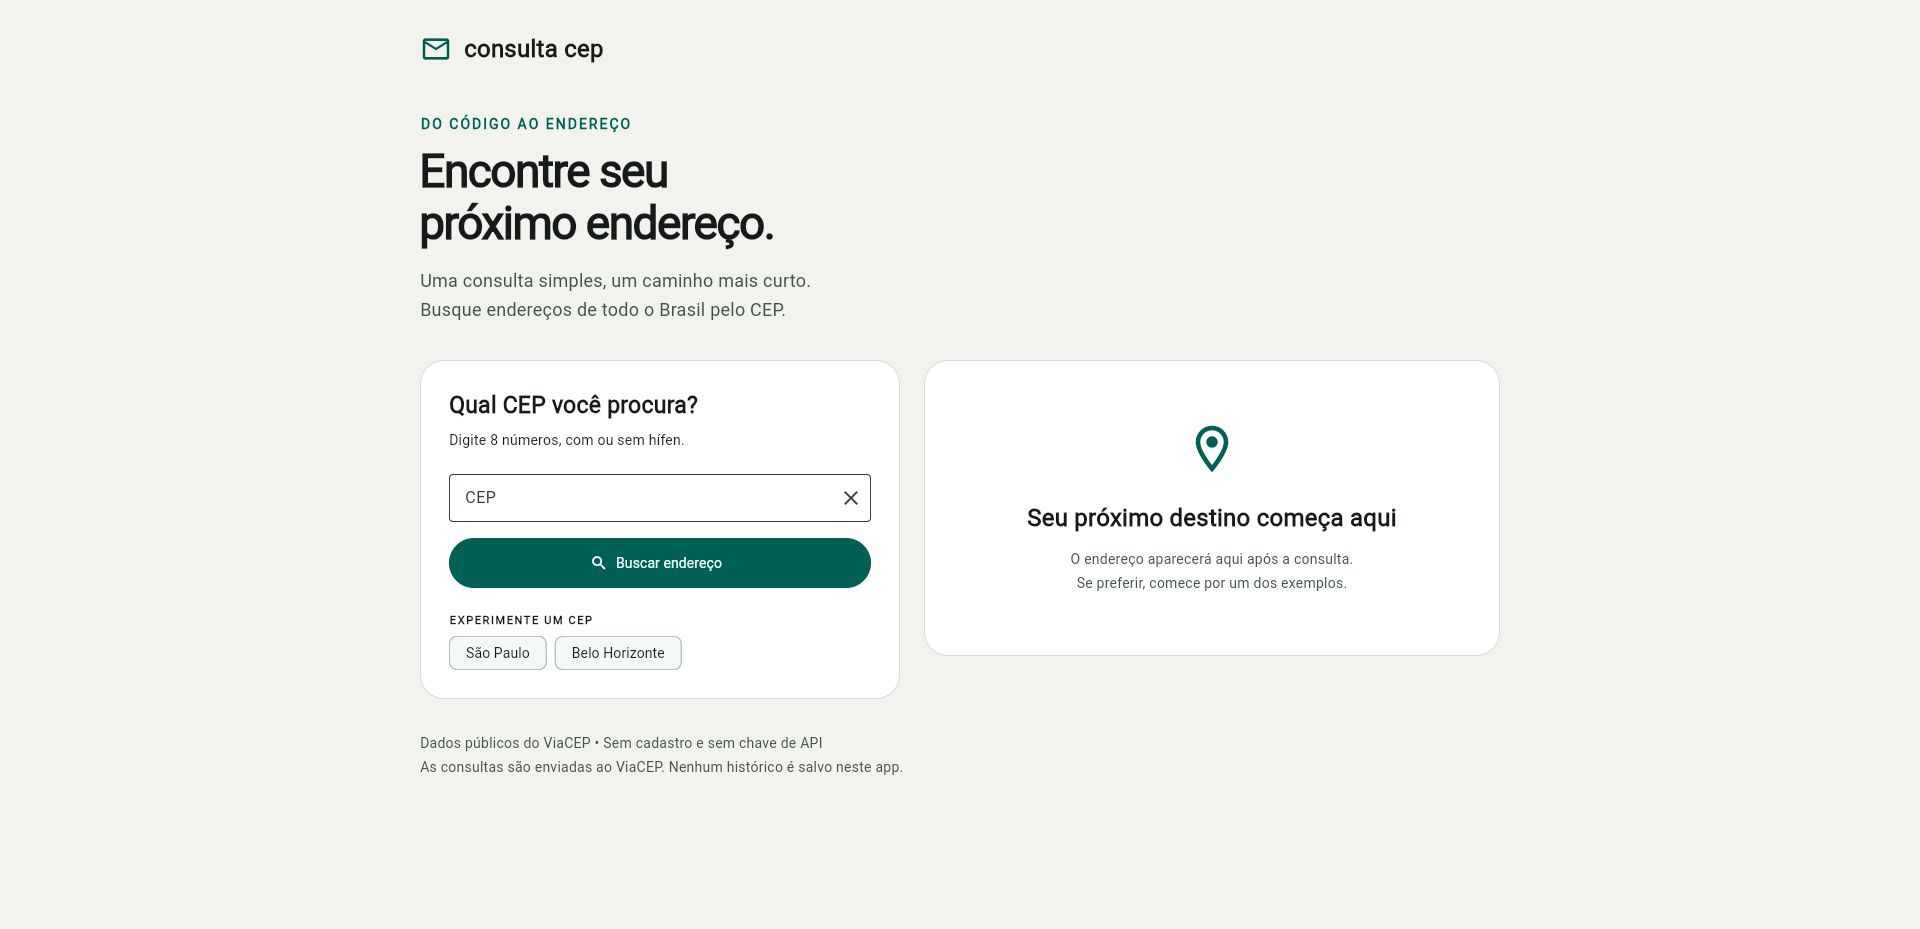 consulta cep
DO CÓDIGO AO ENDEREÇO
Encontre seu
próximo endereço.
Uma consulta simples, um caminho mais curto.
Busque endereços de todo o Brasil pelo CEP.
Qual CEP você procura?
Digite 8 números, com ou sem hífen.
CEP
Buscar endereço
EXPERIMENTE UM CEP
São Paulo
Belo Horizonte
Seu próximo destino começa aqui
O endereço aparecerá aqui após a consulta.
Se preferir, comece por um dos exemplos.
Dados públicos do ViaCEP • Sem cadastro e sem chave de API
As consultas são enviadas ao ViaCEP. Nenhum histórico é salvo neste app.